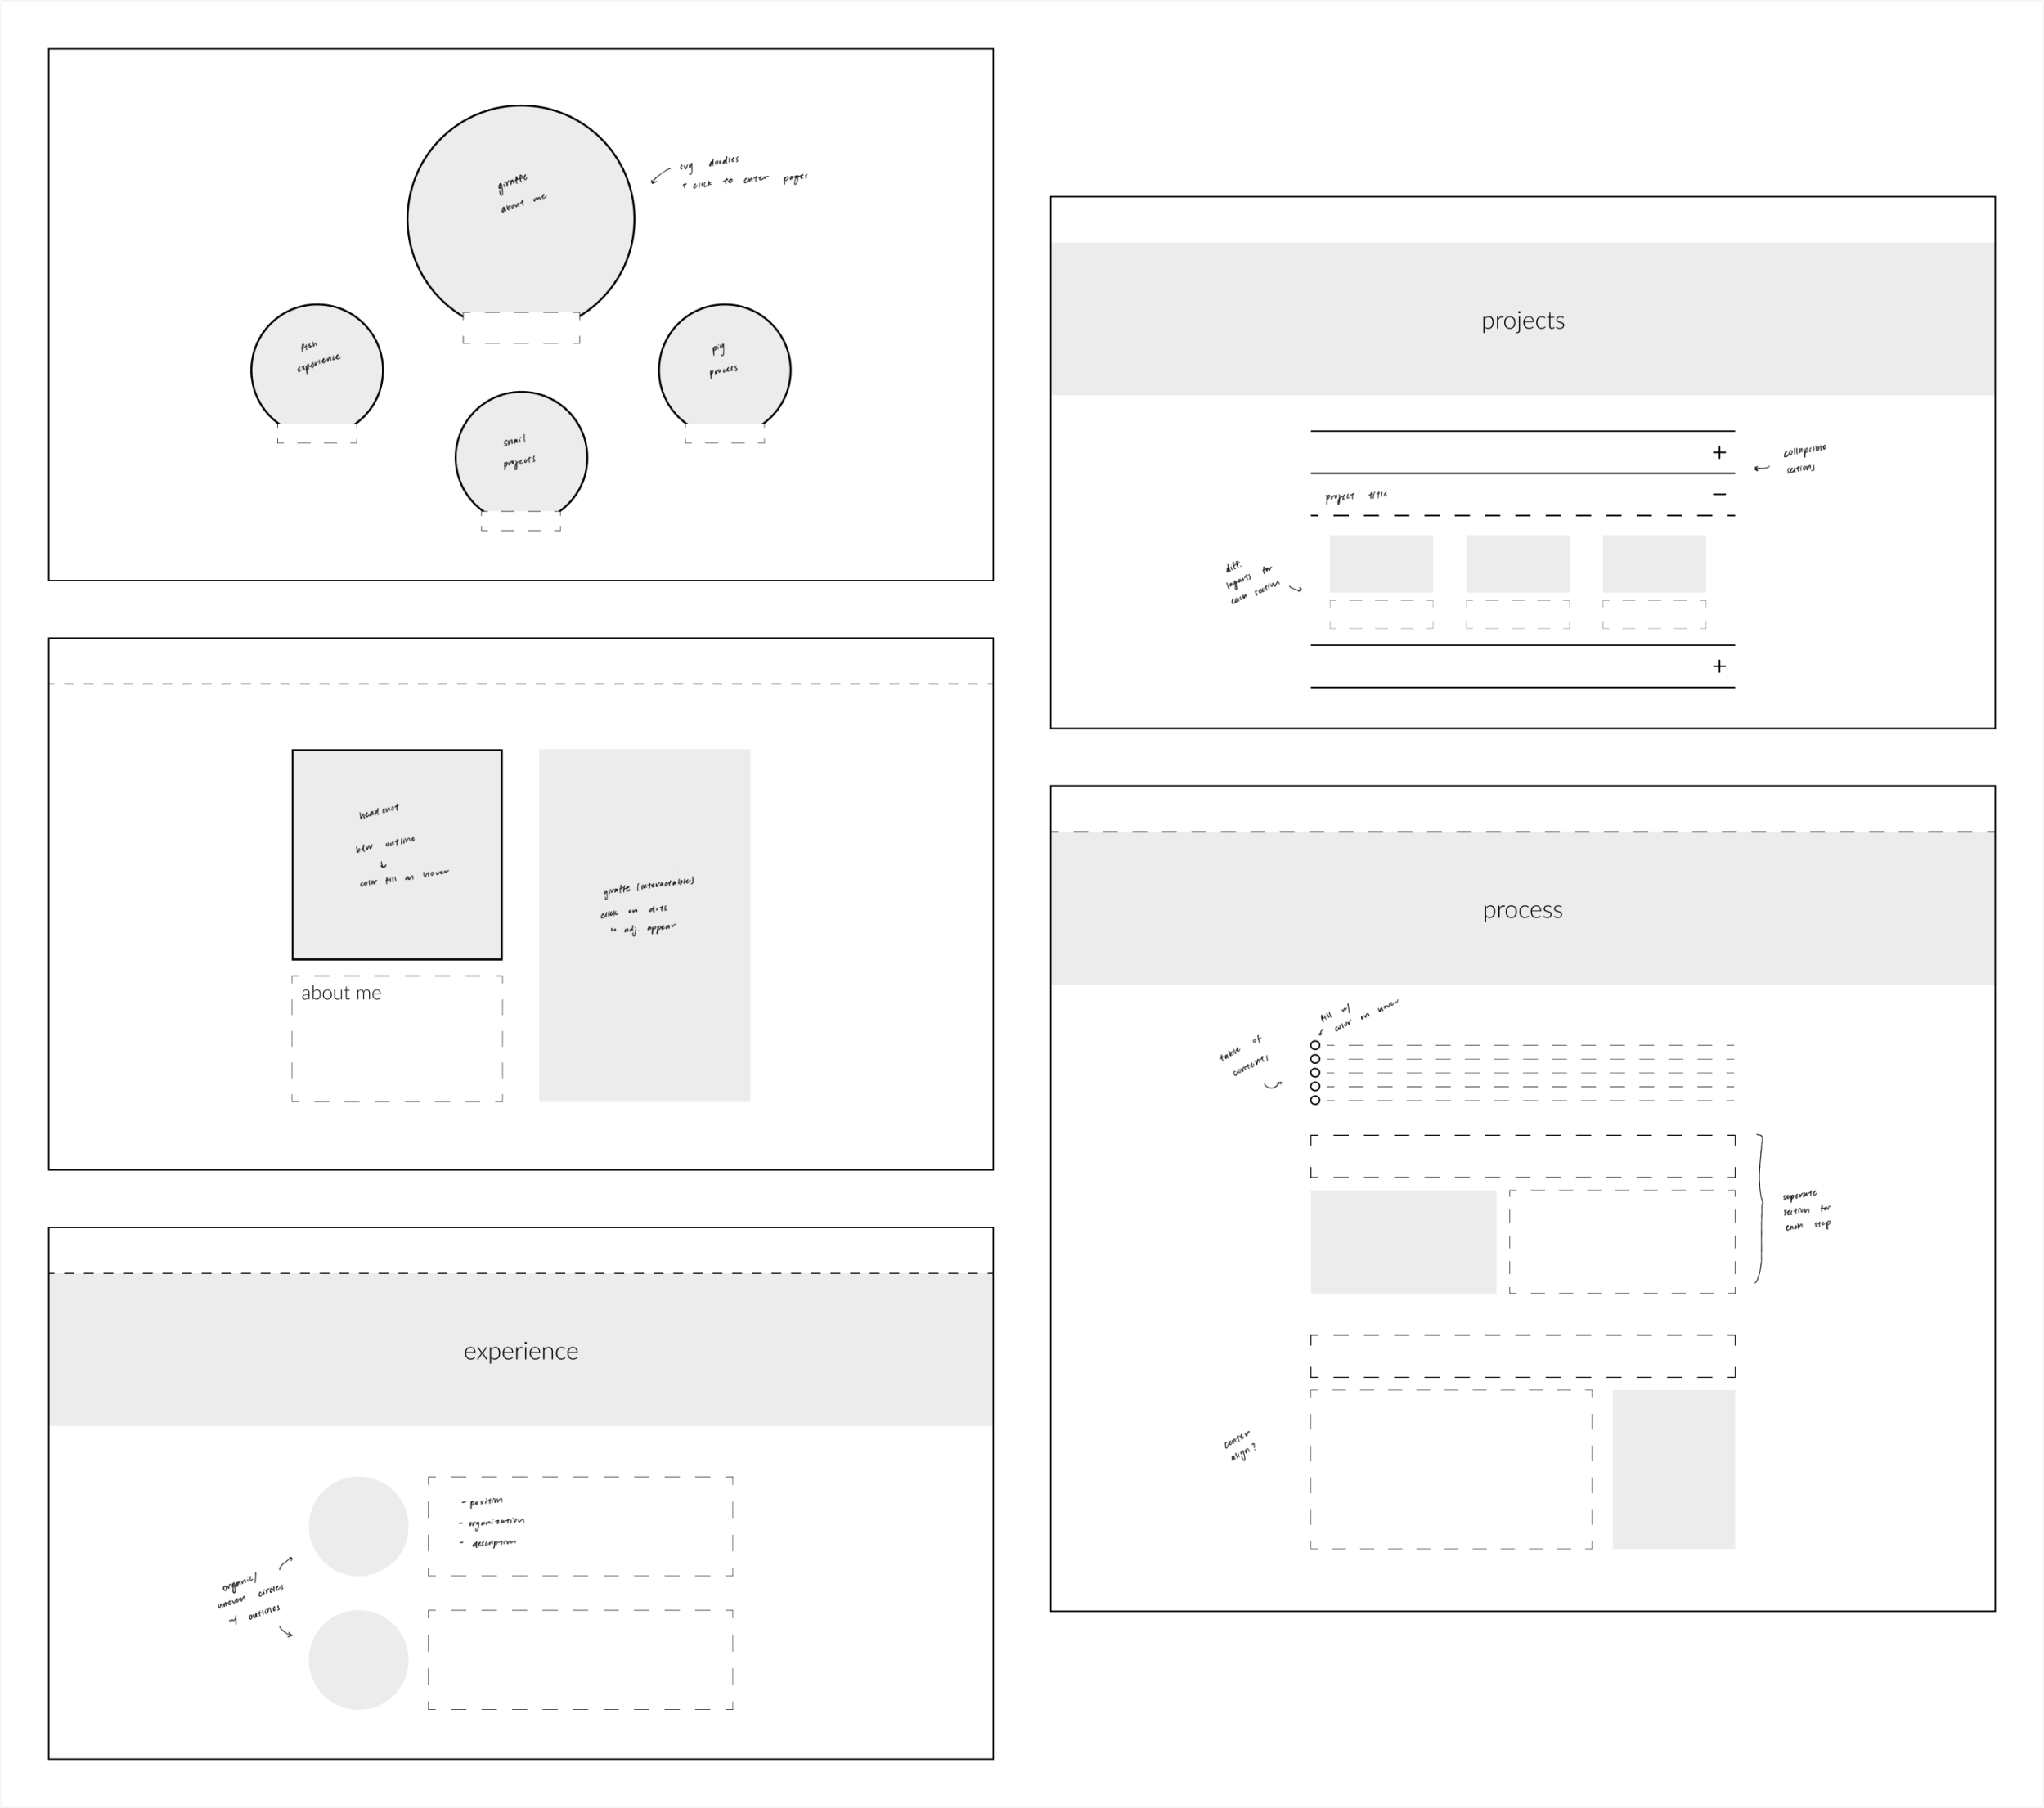 giraffe
about me
svg doodles
↑ click to enter pages
fish
experience
pig
process
snail
projects
headshot
b&w outline
↓
color fill on hover
about me
giraffe (interactable)
click on dots
↳ adj. appear
experience
- position
- organization
- description
organic/
uneven circles
w/ outlines
projects
+
collapsible
sections
project title
−
diff.
layouts for
each section
+
process
fill w/
color on hover
table of
contents
seperate
section for
each step
center
align?